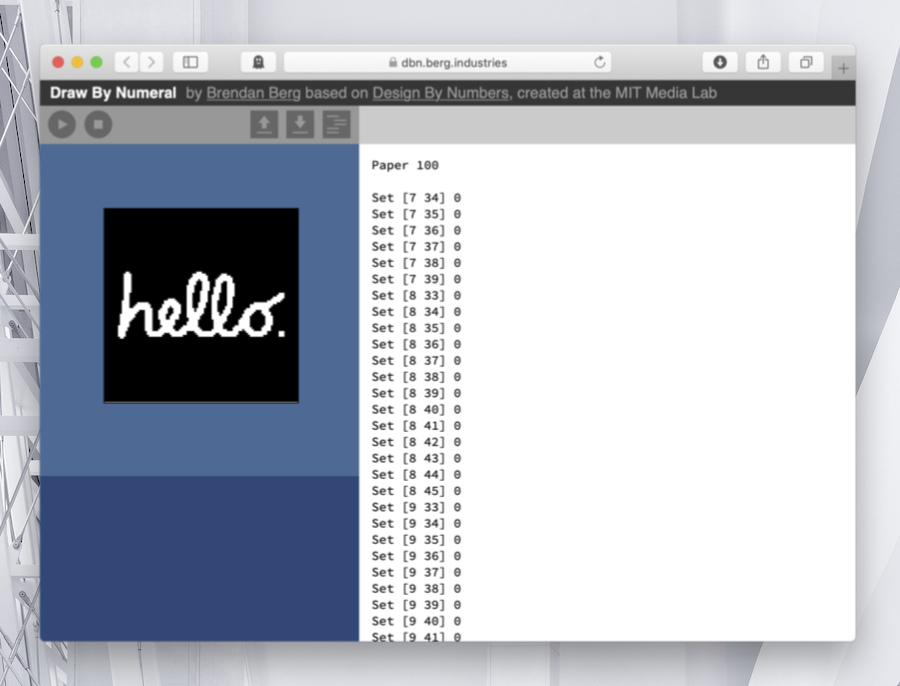 dbn.berg.industries
Draw By Numeral by Brendan Berg based on Design By Numbers, created at the MIT Media Lab
hello.
Paper 100
Set [7 34] 0
Set [7 35] 0
Set [7 36] 0
Set [7 37] 0
Set [7 38] 0
Set [7 39] 0
Set [8 33] 0
Set [8 34] 0
Set [8 35] 0
Set [8 36] 0
Set [8 37] 0
Set [8 38] 0
Set [8 39] 0
Set [8 40] 0
Set [8 41] 0
Set [8 42] 0
Set [8 43] 0
Set [8 44] 0
Set [8 45] 0
Set [9 33] 0
Set [9 34] 0
Set [9 35] 0
Set [9 36] 0
Set [9 37] 0
Set [9 38] 0
Set [9 39] 0
Set [9 40] 0
Set [9 41] 0